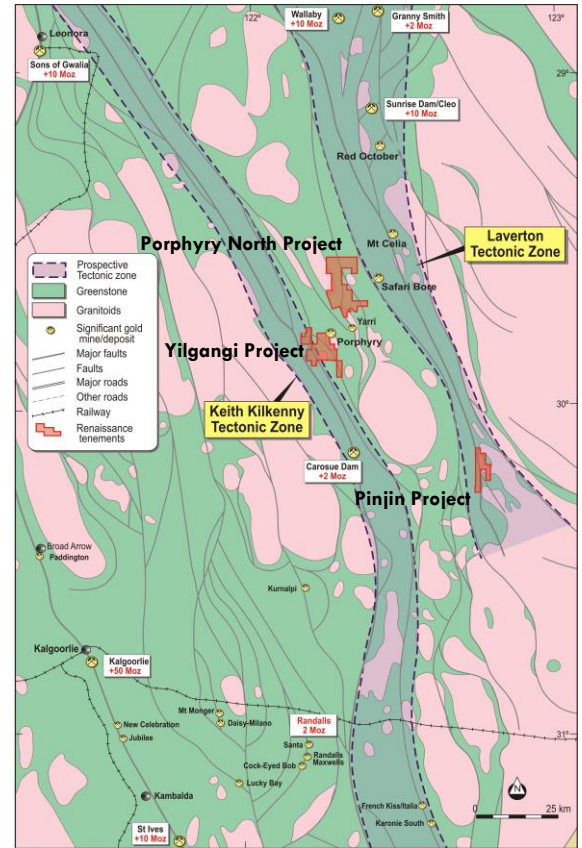 122°
123°
Wallaby
+10 Moz
Granny Smith
+2 Moz
Leonora
Sons of Gwalia
+10 Moz
29°
Sunrise Dam/Cleo
+10 Moz
Red October
Mt Celia
Laverton
Tectonic Zone
Porphyry North Project
Safari Bore
Prospective
Tectonic zone
Greenstone
Granitoids
Significant gold
mine/deposit
Major faults
Faults
Major roads
Other roads
Railway
Renaissance
tenements
Yarri
Porphyry
Yilgangi Project
30°
Keith Kilkenny
Tectonic Zone
Carosue Dam
+2 Moz
Pinjin Project
Broad Arrow
Paddington
Kurnalpi
Kalgoorlie
Kalgoorlie
+50 Moz
Mt Monger
Daisy-Milano
New Celebration
Jubilee
Randalls
2 Moz
Santa
Randalls
Maxwells
Cock-Eyed Bob
Lucky Bay
31°
Kambalda
French Kiss/Italia
Karonie South
St Ives
+10 Moz
N
0
25 km